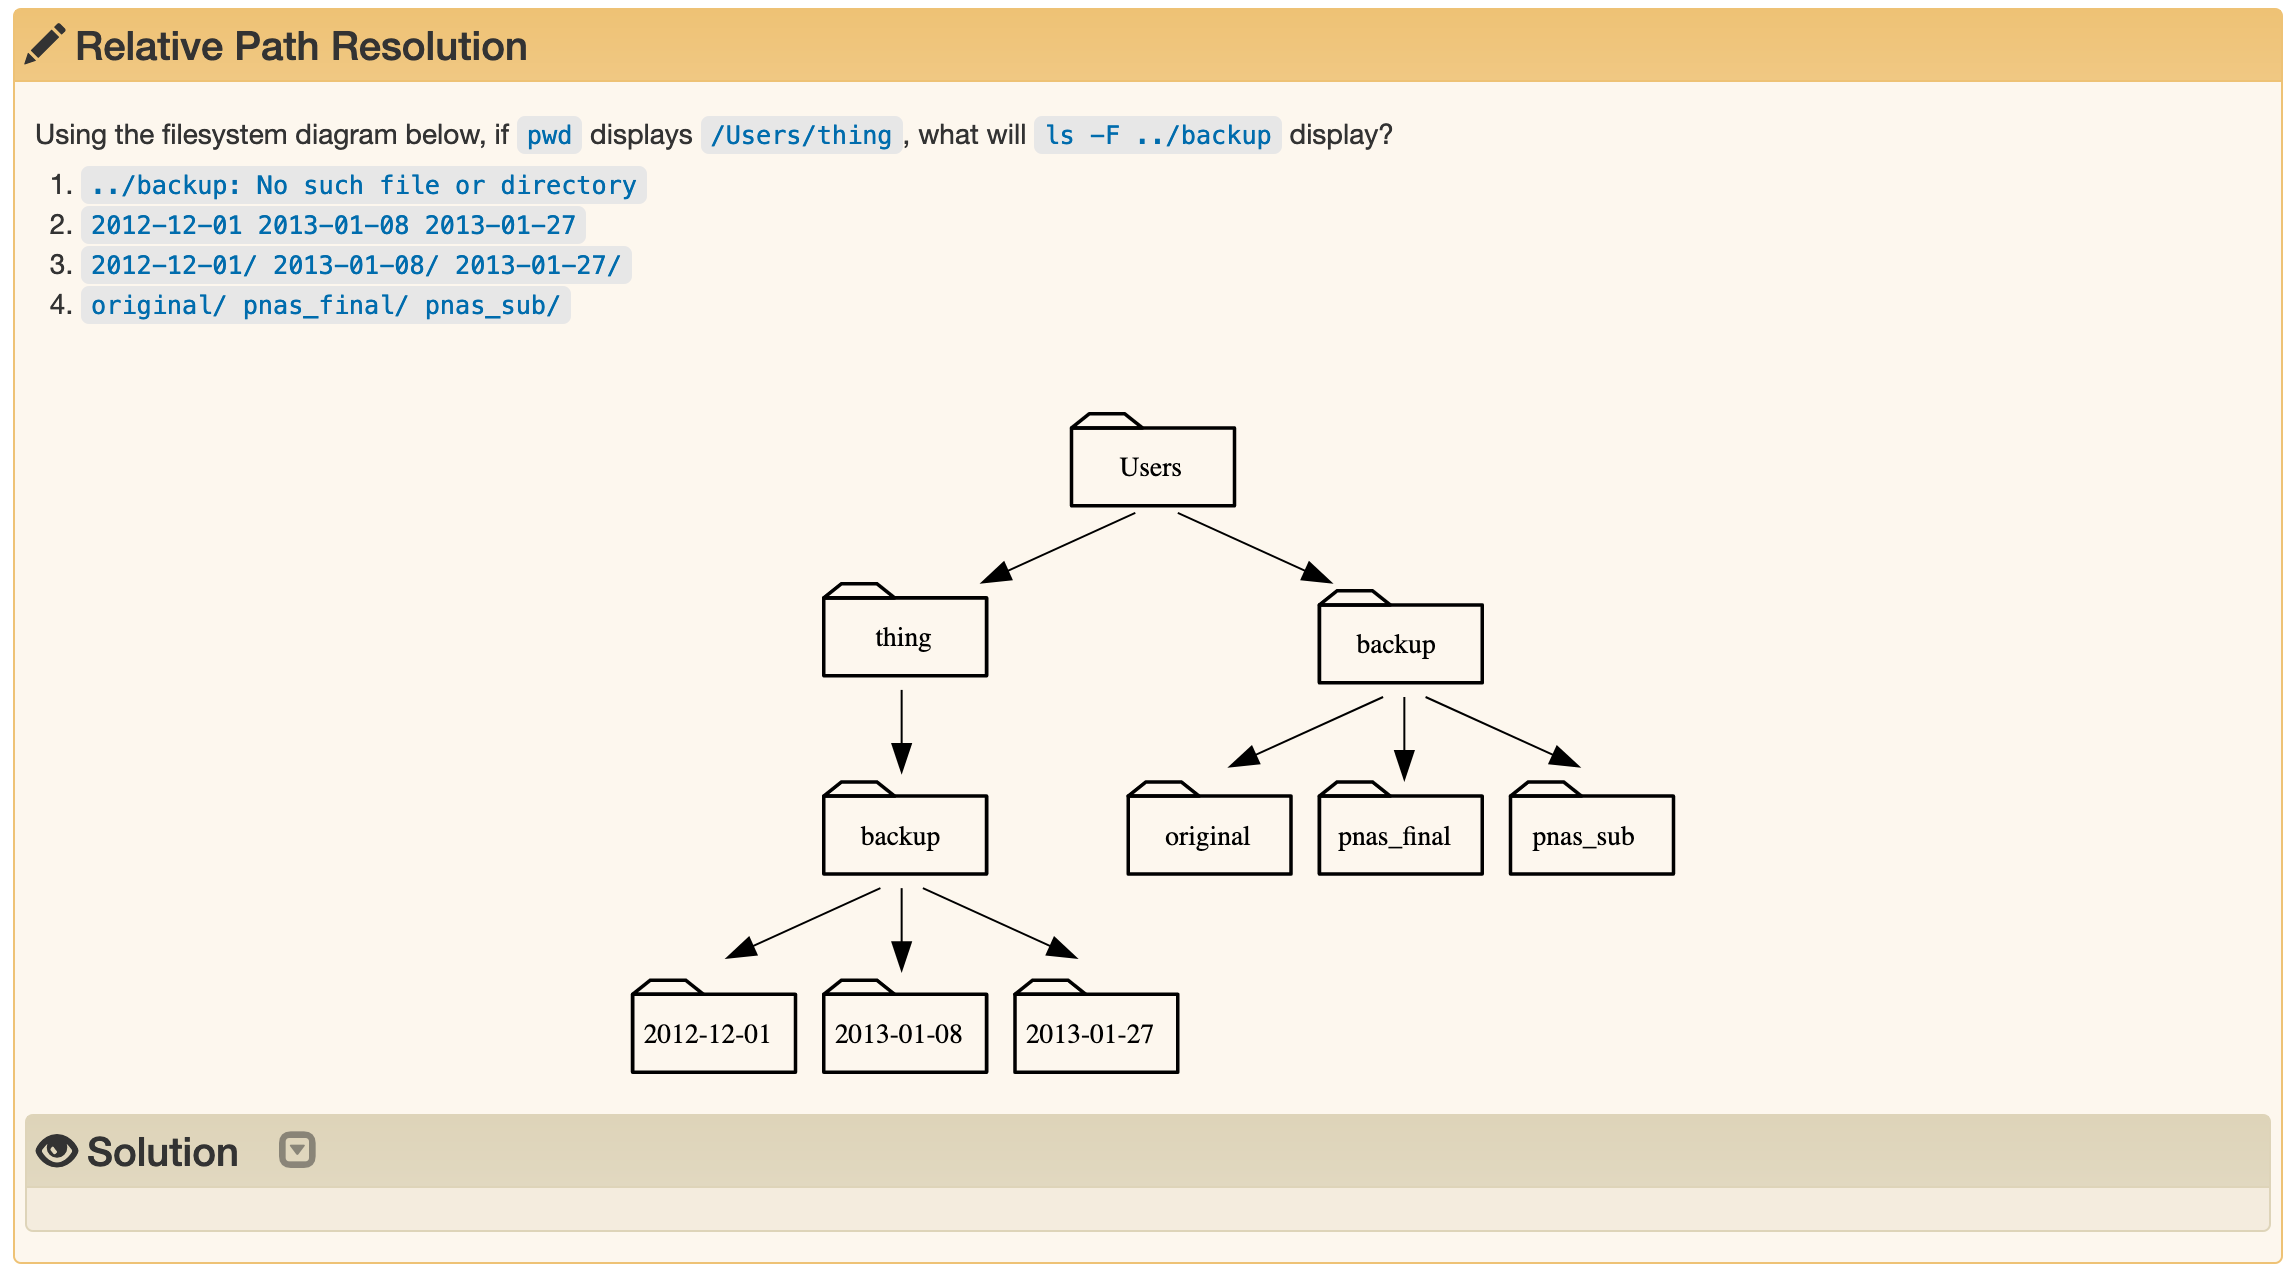 Relative Path Resolution
Using the filesystem diagram below, if pwd displays /Users/thing, what will ls -F ../backup display?
1. ../backup: No such file or directory
2. 2012-12-01 2013-01-08 2013-01-27
3. 2012-12-01/ 2013-01-08/ 2013-01-27/
4. original/ pnas_final/ pnas_sub/
Users
thing
backup
backup
original
pnas_final
pnas_sub
2012-12-01
2013-01-08
2013-01-27
Solution